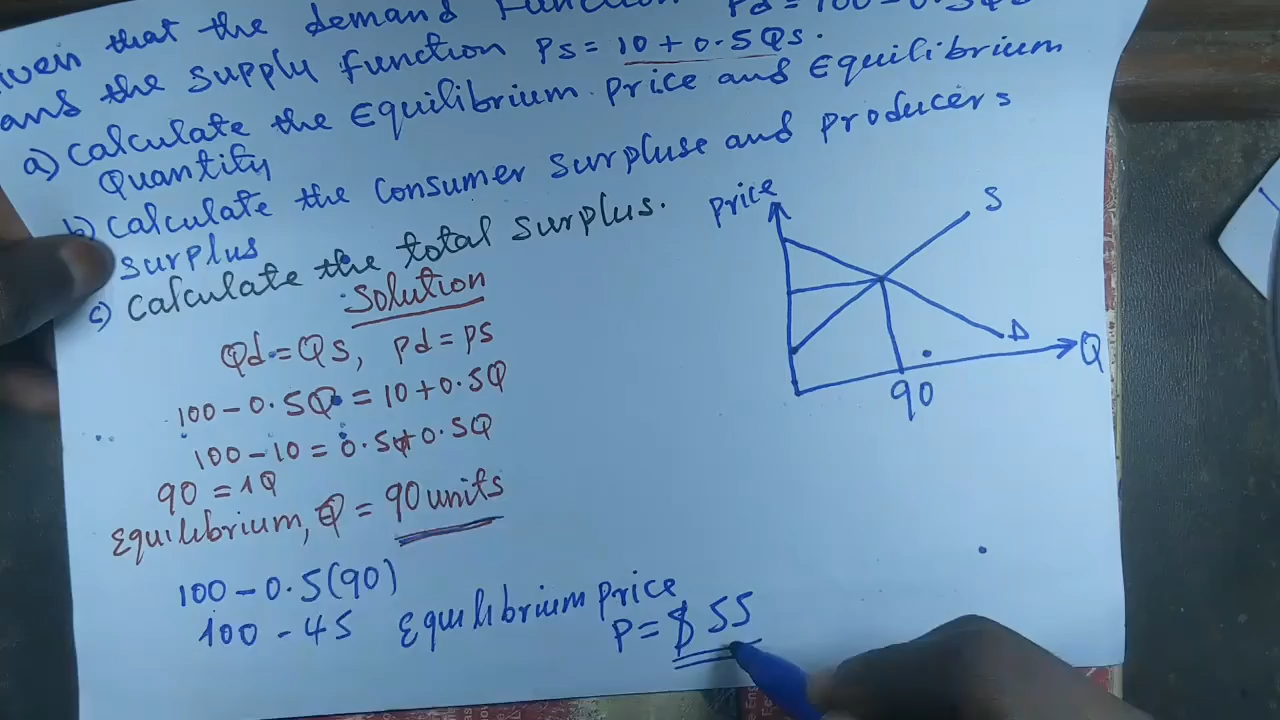 that the demand Function
and the supply function Ps = 10 + 0.5Qs.
a) Calculate the Equilibrium Price and Equilibrium
Quantity
b) Calculate the Consumer Surpluse and Producers
Surplus
c) Calculate the total surplus.
Solution
Qd = Qs, pd = ps
100 - 0.5Q = 10 + 0.5Q
100 - 10 = 0.5Q + 0.5Q
90 = 1Q
Equilibrium, Q = 90 units
100 - 0.5(90)
100 - 45 Equilibrium price
P = $55
price
S
D
Q
90